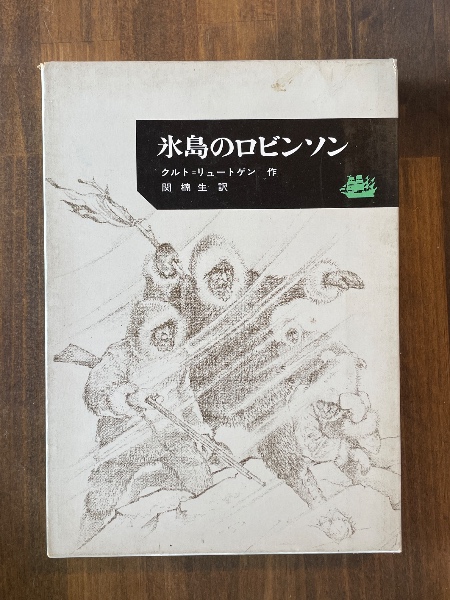 氷島のロビンソン
クルト＝リュートゲン 作
関楠生訳